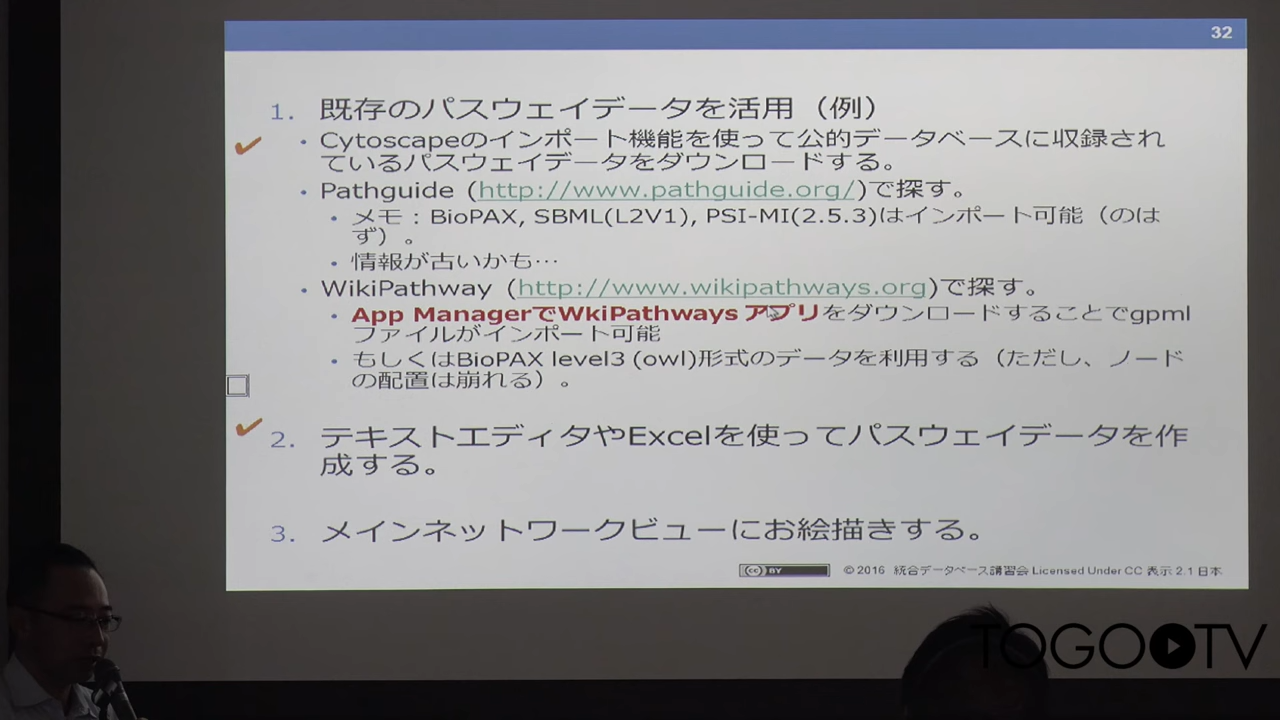 32
1. 既存のパスウェイデータを活用（例）
・Cytoscapeのインポート機能を使って公的データベースに収録され
ているパスウェイデータをダウンロードする。
・Pathguide (http://www.pathguide.org/)で探す。
・メモ：BioPAX, SBML(L2V1), PSI-MI(2.5.3)はインポート可能（のは
ず）。
・情報が古いかも…
・WikiPathway (http://www.wikipathways.org)で探す。
・App ManagerでWkiPathways アプリをダウンロードすることでgpml
ファイルがインポート可能
・もしくはBioPAX level3 (owl)形式のデータを利用する（ただし、ノード
の配置は崩れる）。
2. テキストエディタやExcelを使ってパスウェイデータを作
成する。
3. メインネットワークビューにお絵描きする。
cc BY © 2016 統合データベース講習会 Licensed Under CC 表示 2.1 日本
TOGOTV